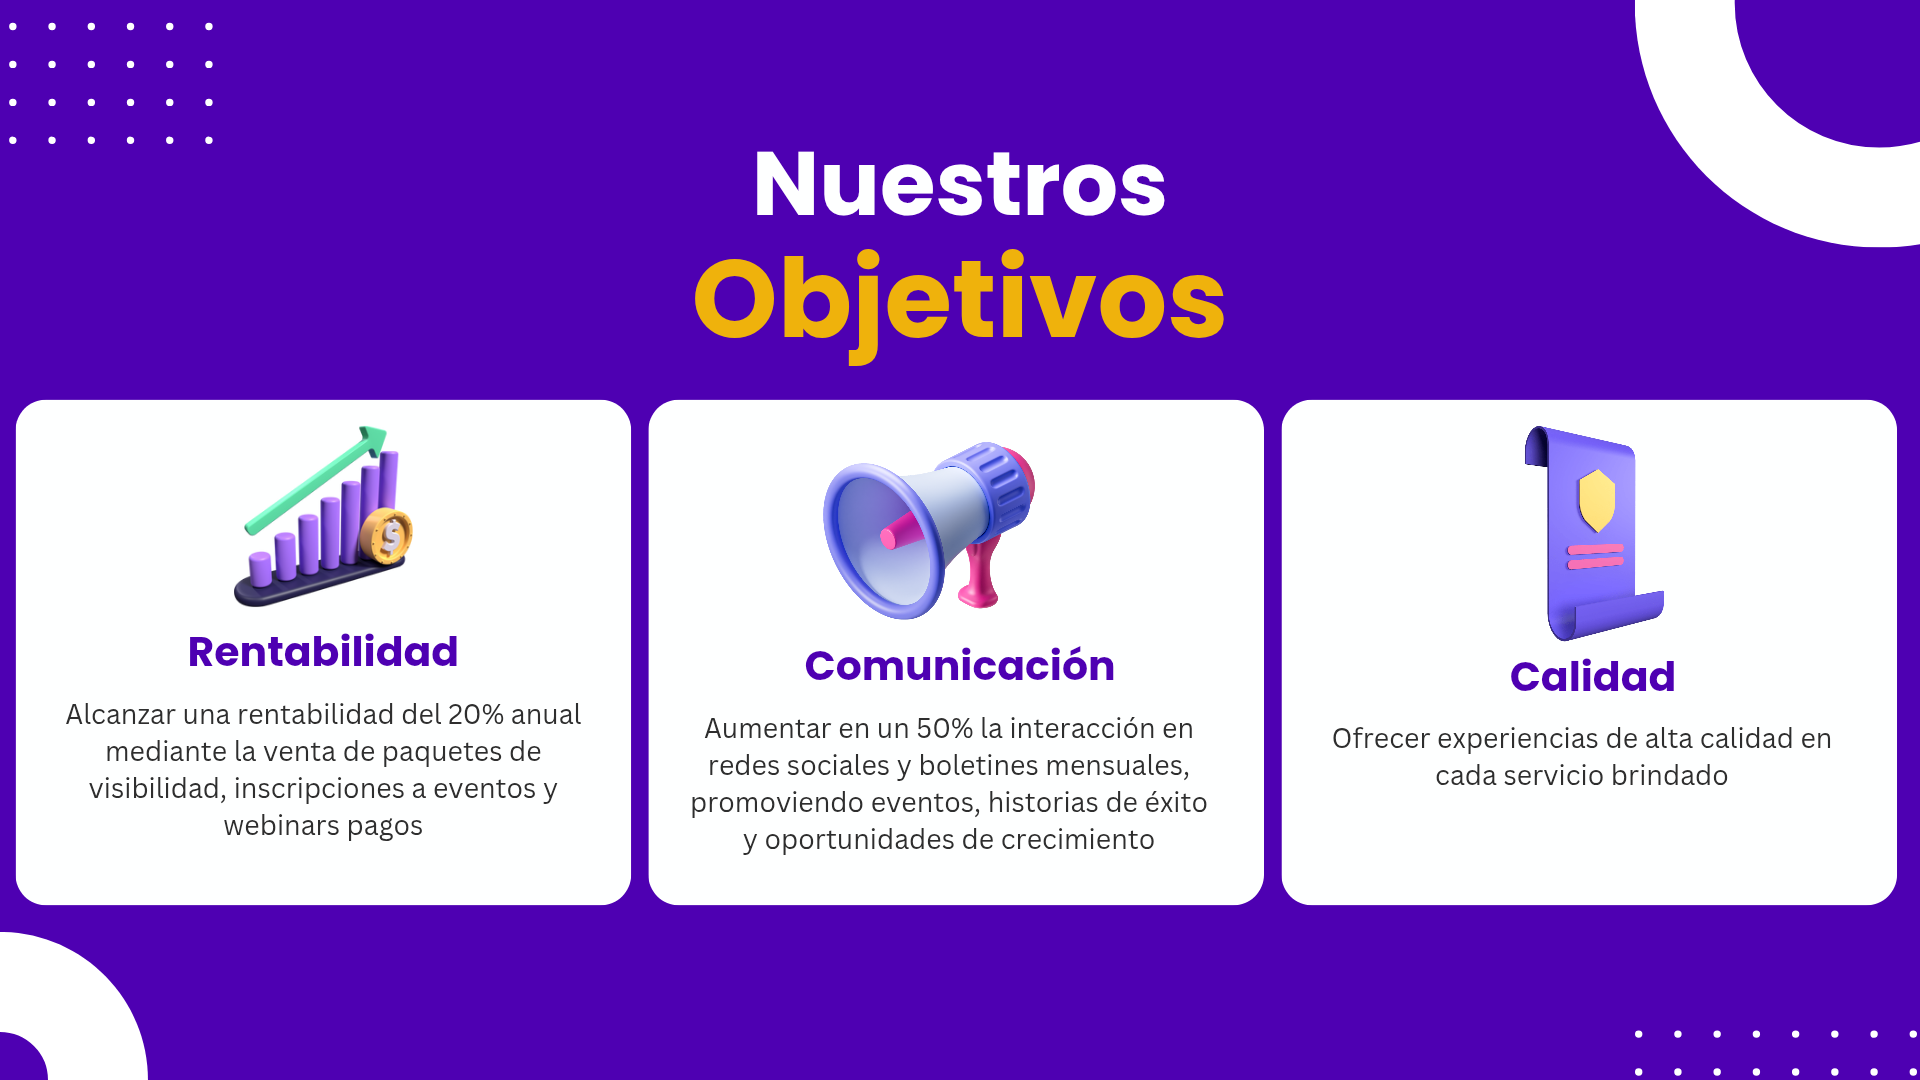 Nuestros
Objetivos
Rentabilidad
Alcanzar una rentabilidad del 20% anual
mediante la venta de paquetes de
visibilidad, inscripciones a eventos y
webinars pagos
Comunicación
Aumentar en un 50% la interacción en
redes sociales y boletines mensuales,
promoviendo eventos, historias de éxito
y oportunidades de crecimiento
Calidad
Ofrecer experiencias de alta calidad en
cada servicio brindado